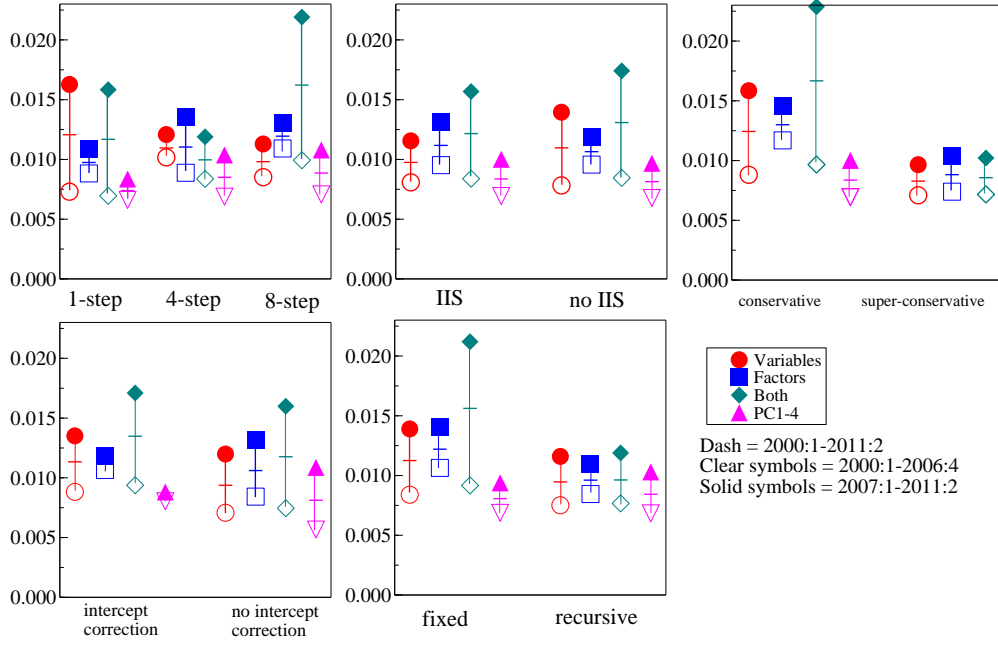 0.020
0.015
0.010
0.005
0.000
1-step 4-step 8-step
0.020
0.015
0.010
0.005
0.000
IIS no IIS
0.020
0.015
0.010
0.005
0.000
conservative super-conservative
0.020
0.015
0.010
0.005
0.000
intercept
correction
no intercept
correction
0.020
0.015
0.010
0.005
0.000
fixed recursive
Variables
Factors
Both
PC1-4
Dash = 2000:1-2011:2
Clear symbols = 2000:1-2006:4
Solid symbols = 2007:1-2011:2